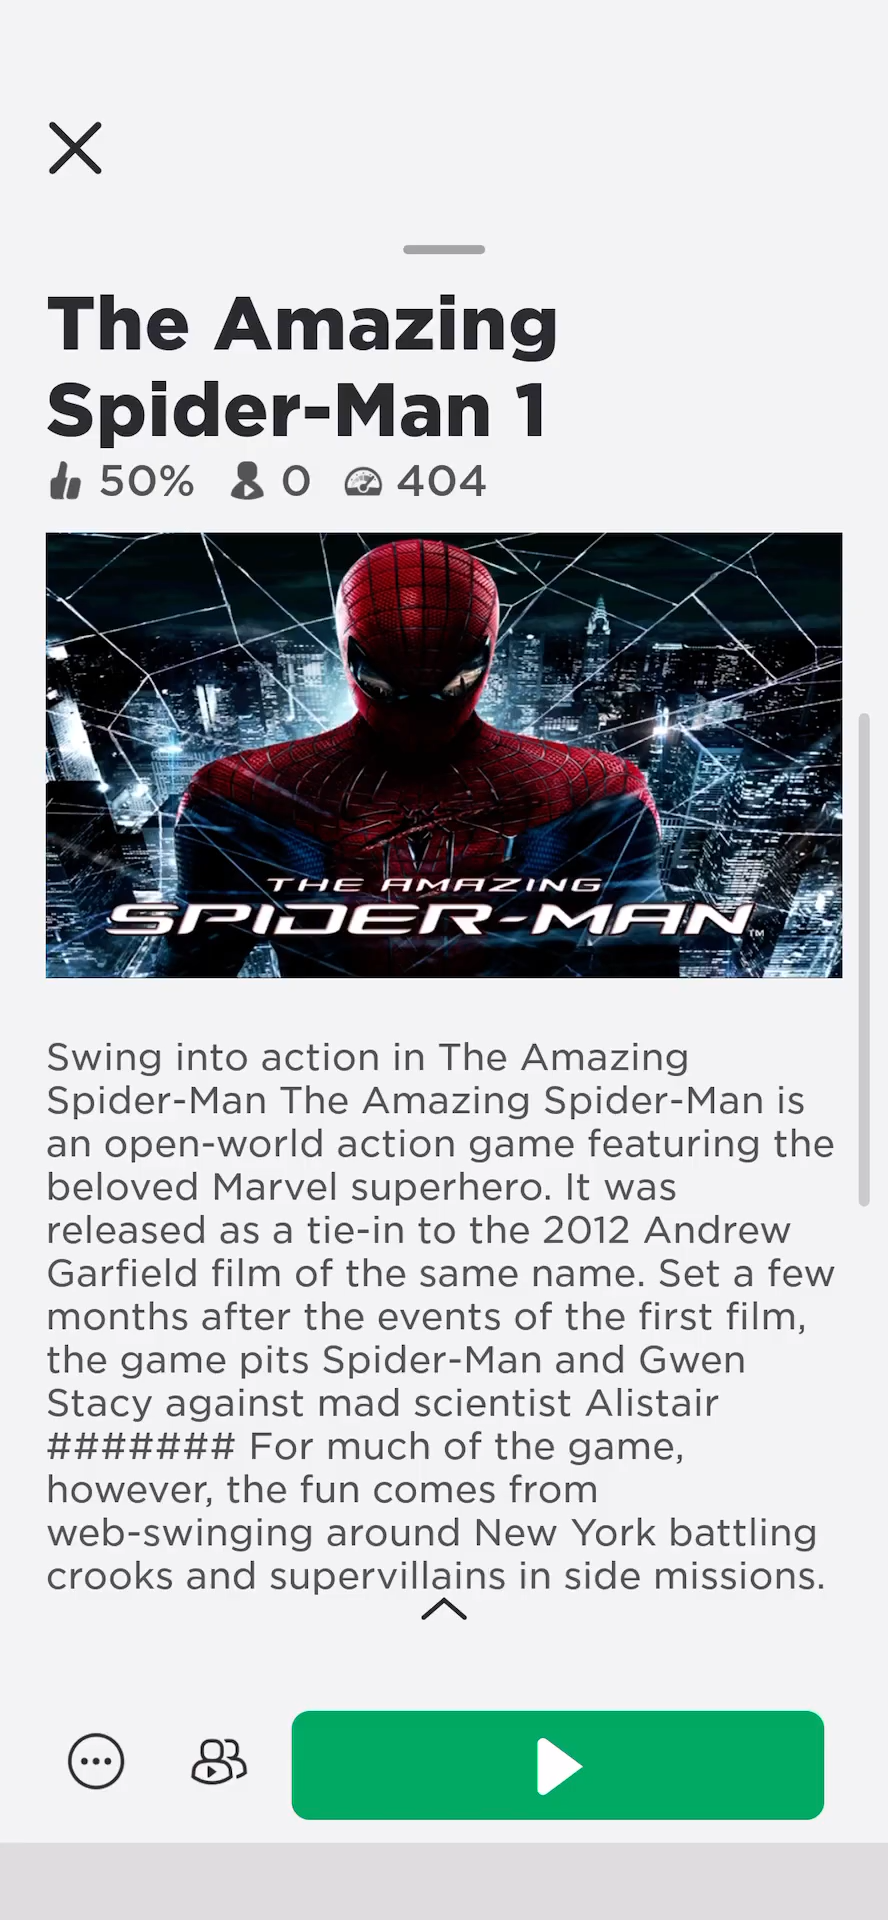 The Amazing
Spider-Man 1
50% 0 404
THE AMAZING
SPIDER-MAN™
Swing into action in The Amazing
Spider-Man The Amazing Spider-Man is
an open-world action game featuring the
beloved Marvel superhero. It was
released as a tie-in to the 2012 Andrew
Garfield film of the same name. Set a few
months after the events of the first film,
the game pits Spider-Man and Gwen
Stacy against mad scientist Alistair
####### For much of the game,
however, the fun comes from
web-swinging around New York battling
crooks and supervillains in side missions.